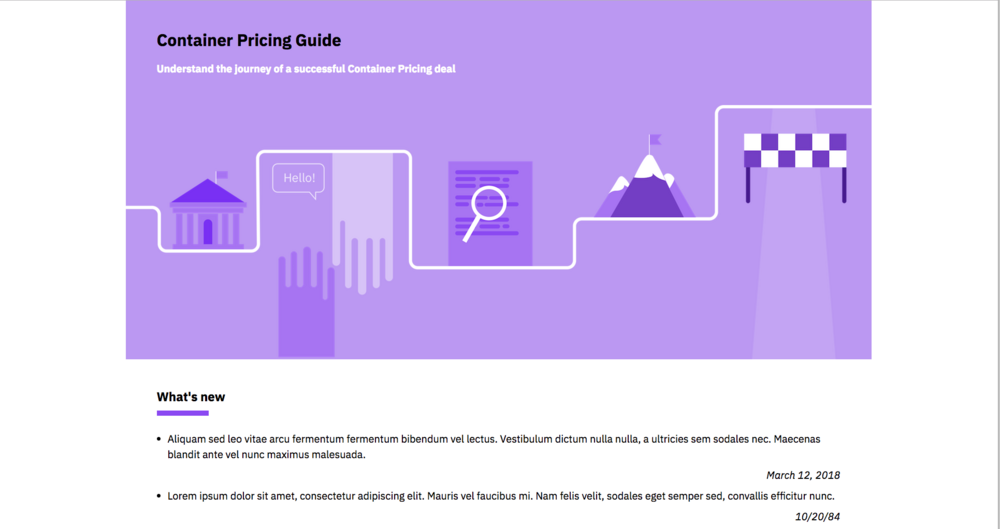 Container Pricing Guide
Understand the journey of a successful Container Pricing deal
Hello!
What's new
Aliquam sed leo vitae arcu fermentum fermentum bibendum vel lectus. Vestibulum dictum nulla nulla, a ultricies sem sodales nec. Maecenas
blandit ante vel nunc maximus malesuada.
March 12, 2018
Lorem ipsum dolor sit amet, consectetur adipiscing elit. Mauris vel faucibus mi. Nam felis velit, sodales eget semper sed, convallis efficitur nunc.
10/20/84